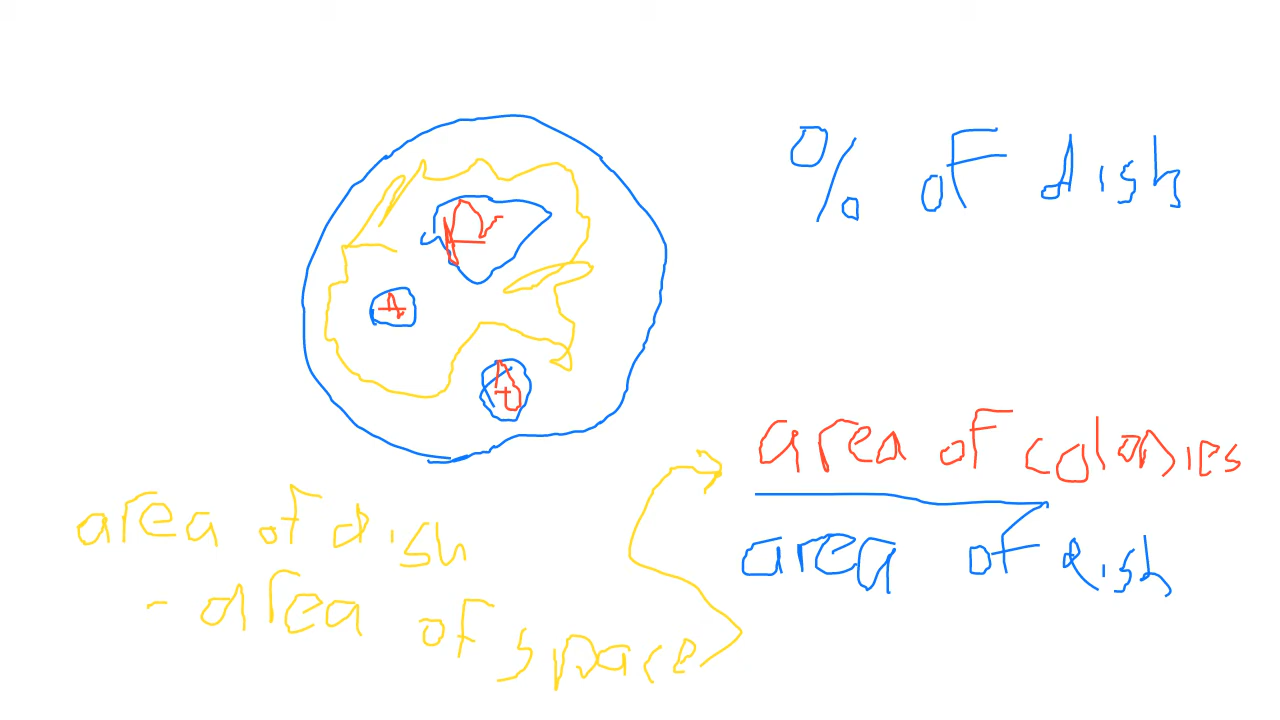 % of dish
A
A
A
area of colonies
area of dish
area of dish
- area of space